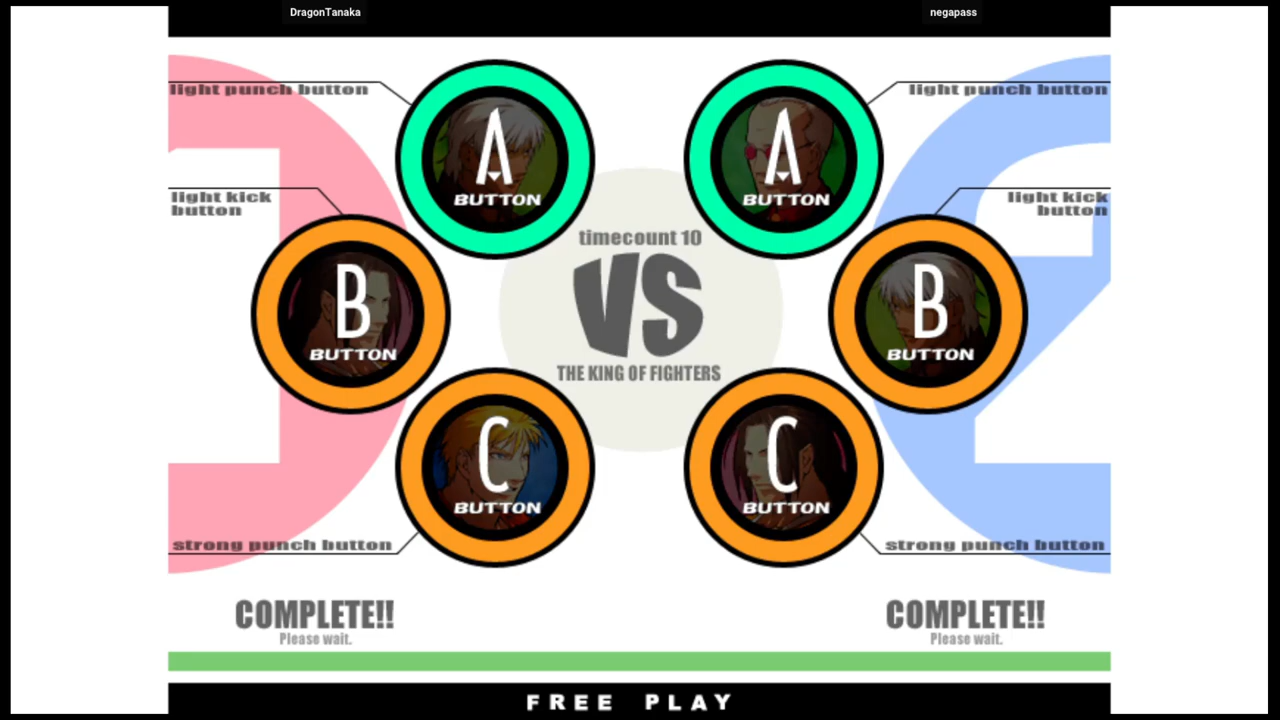 DragonTanaka
negapass
light punch button
light punch button
A
BUTTON
A
BUTTON
light kick
button
light kick
button
timecount 10
VS
THE KING OF FIGHTERS
B
BUTTON
B
BUTTON
C
BUTTON
C
BUTTON
strong punch button
strong punch button
COMPLETE!!
Please wait.
COMPLETE!!
Please wait.
FREE PLAY